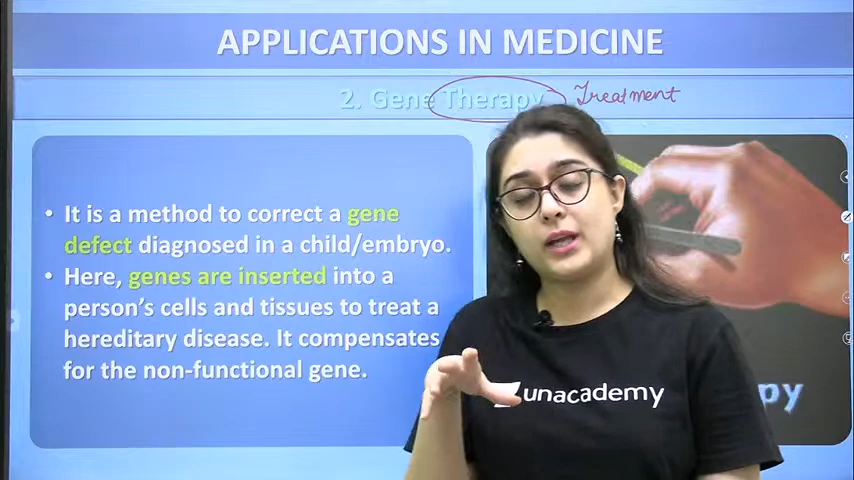 APPLICATIONS IN MEDICINE
2. Gene Therapy Treatment
• It is a method to correct a gene
defect diagnosed in a child/embryo.
• Here, genes are inserted into a
person's cells and tissues to treat a
hereditary disease. It compensates
for the non-functional gene.
unacademy
py